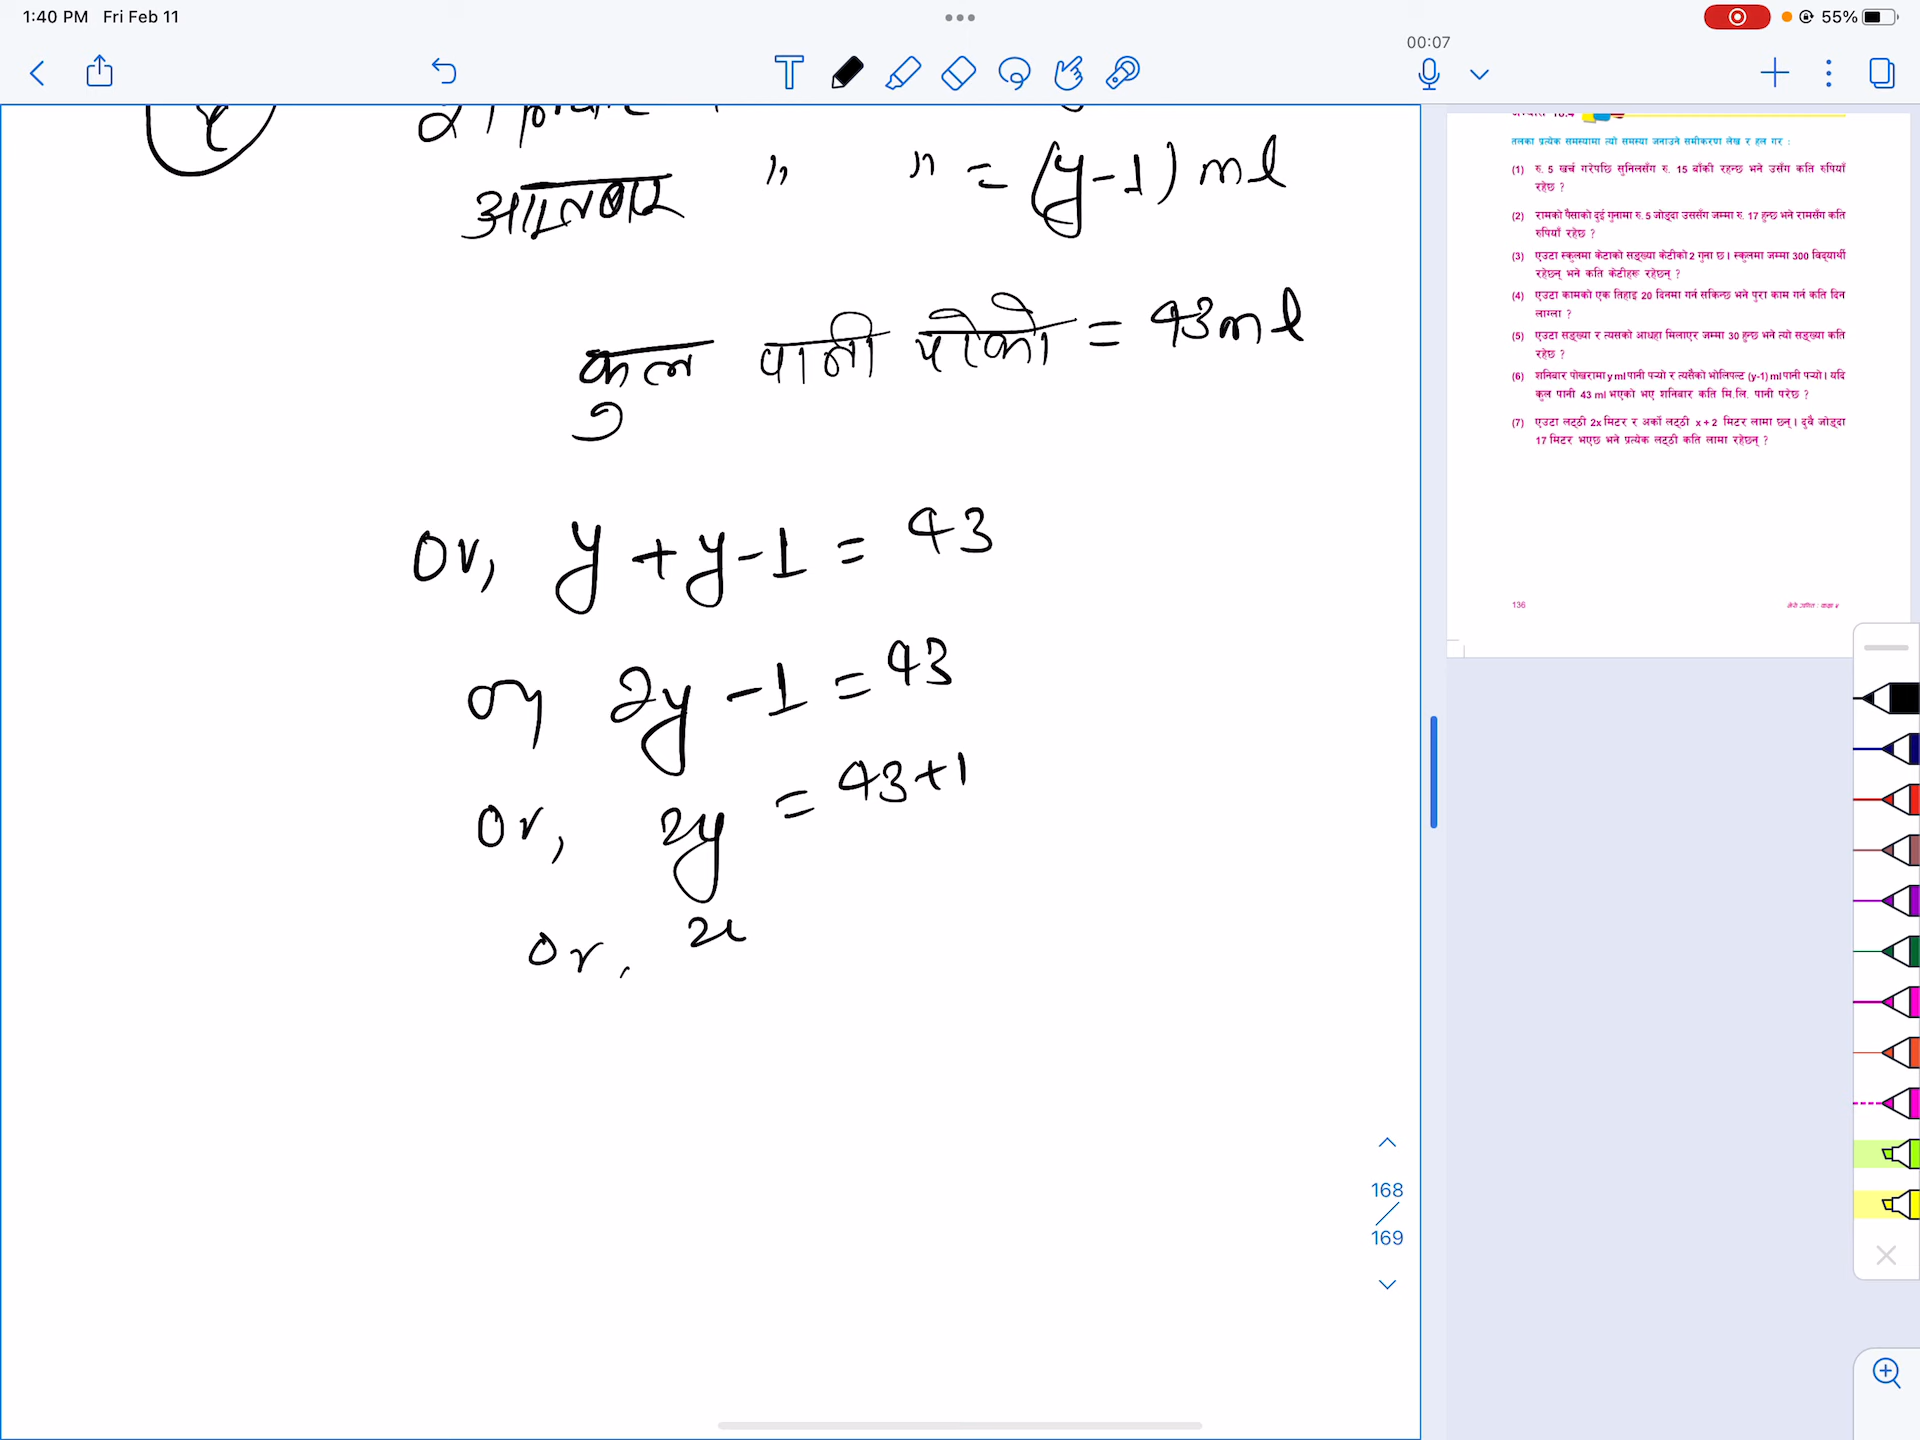 1:40 PM Fri Feb 11
55%
00:07
आइतबार " " = (y-1) ml
कुल पानी परेको = 43ml
or, y + y - 1 = 43
or, 2y - 1 = 43
or, 2y = 43+1
or,
168
169
तलका प्रत्येक समस्यामा त्यो समस्या जनाउने समीकरण लेख र हल गर :
(1) रु. 5 खर्च गरेपछि सुनिलसँग रु. 15 बाँकी रहन्छ भने उसँग कति रुपियाँ
रहेछ ?
(2) रामको पैसाको दुई गुनामा रु. 5 जोड्दा उससँग जम्मा रु. 17 हुन्छ भने रामसँग कति
रुपियाँ रहेछ ?
(3) एउटा स्कुलमा केटाको सङ्ख्या केटीको 2 गुना छ । स्कुलमा जम्मा 300 विद्यार्थी
रहेछन् भने कति केटीहरू रहेछन् ?
(4) एउटा कामको एक तिहाइ 20 दिनमा गर्न सकिन्छ भने पुरा काम गर्न कति दिन
लाग्ला ?
(5) एउटा सङ्ख्या र त्यसको आधहा मिलाएर जम्मा 30 हुन्छ भने त्यो सङ्ख्या कति
रहेछ ?
(6) शनिबार पोखरामा y ml पानी पऱ्यो र त्यसैको भोलिपल्ट (y-1) ml पानी पऱ्यो । यदि
कुल पानी 43 ml भएको भए शनिबार कति मि.लि. पानी परेछ ?
(7) एउटा लट्ठी 2x मिटर र अर्को लट्ठी x + 2 मिटर लामा छन् । दुवै जोड्दा
17 मिटर भएछ भने प्रत्येक लट्ठी कति लामा रहेछन् ?
136